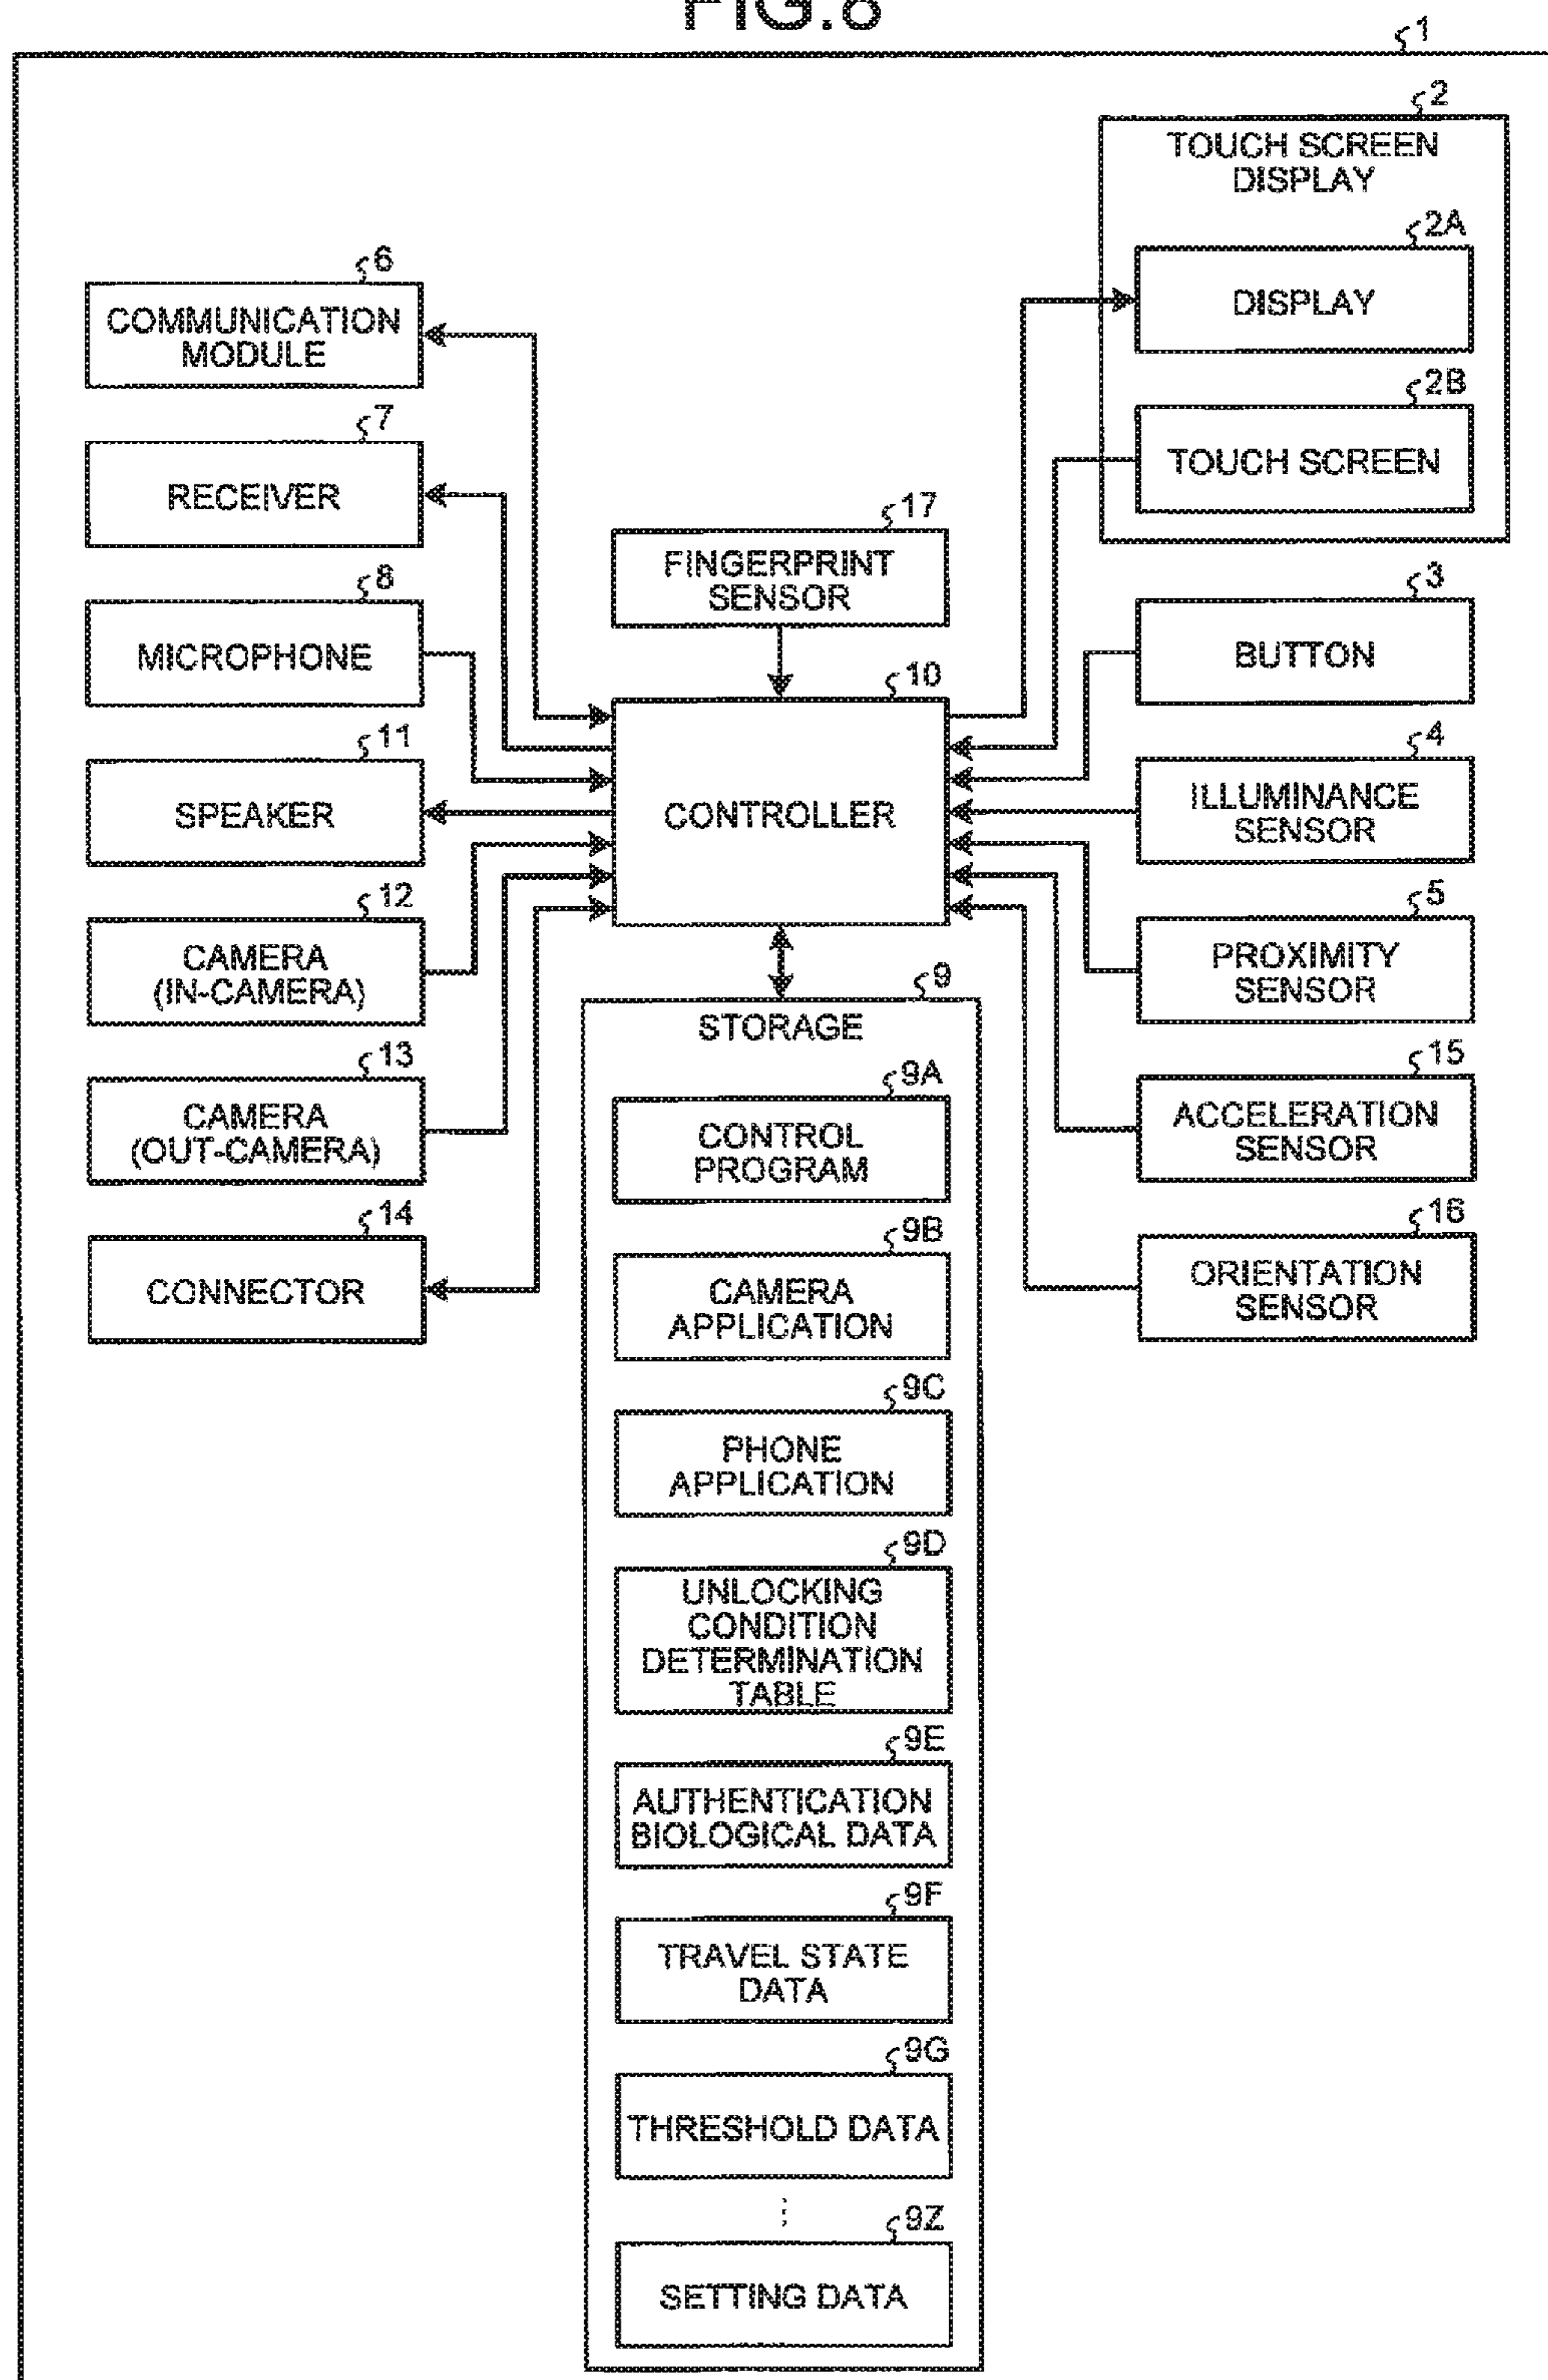 FIG.8
1
2
TOUCH SCREEN
DISPLAY
2A
DISPLAY
2B
TOUCH SCREEN
6
COMMUNICATION
MODULE
7
RECEIVER
8
MICROPHONE
11
SPEAKER
12
CAMERA
(IN-CAMERA)
13
CAMERA
(OUT-CAMERA)
14
CONNECTOR
17
FINGERPRINT
SENSOR
10
CONTROLLER
3
BUTTON
4
ILLUMINANCE
SENSOR
5
PROXIMITY
SENSOR
15
ACCELERATION
SENSOR
16
ORIENTATION
SENSOR
9
STORAGE
9A
CONTROL
PROGRAM
9B
CAMERA
APPLICATION
9C
PHONE
APPLICATION
9D
UNLOCKING
CONDITION
DETERMINATION
TABLE
9E
AUTHENTICATION
BIOLOGICAL DATA
9F
TRAVEL STATE
DATA
9G
THRESHOLD DATA
9Z
SETTING DATA